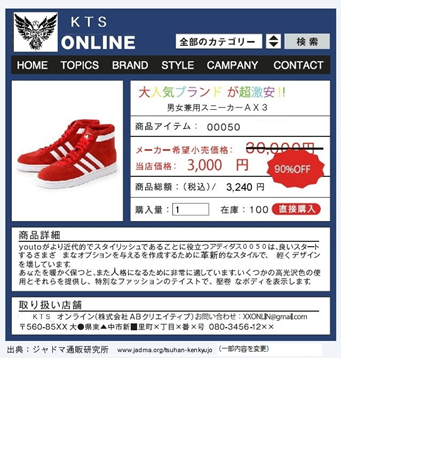 KTS
ONLINE
全部のカテゴリー
検 索
HOME TOPICS BRAND STYLE CAMPANY CONTACT
大人気ブランド が超激安!!
男女兼用スニーカーAX3
商品アイテム： 00050
メーカー希望小売価格： 30,000円
当店価格： 3,000 円
90%OFF
商品総額：（税込）／ 3,240 円
購入量： 1 在庫：100 直接購入
商品詳細
youtoがより近代的でスタイリッシュであることに役立つアディダス0050は、良いスタート
するさまざ まなオプションを与えるを作成するために革新的なスタイルで、 軽くデザイン
を壊しています.
あなたを暖かく保つと、また人格になるために非常に適しています.いくつかの高光沢色の使
用とそれらを提供し、特別なファッションのテイストで、堅巻 なボディを表示します.
取り扱い店舗
KTS オンライン（株式会社ABクリエイティブ）お問い合わせ：XXONLIN@gmail.com
〒560-85XX 大●県東▲中市新■里町×丁目×番×号 080-3456-12××
出典：ジャドマ通販研究所 www.jadma.org/tsuhan-kenkyujo （一部内容を変更）